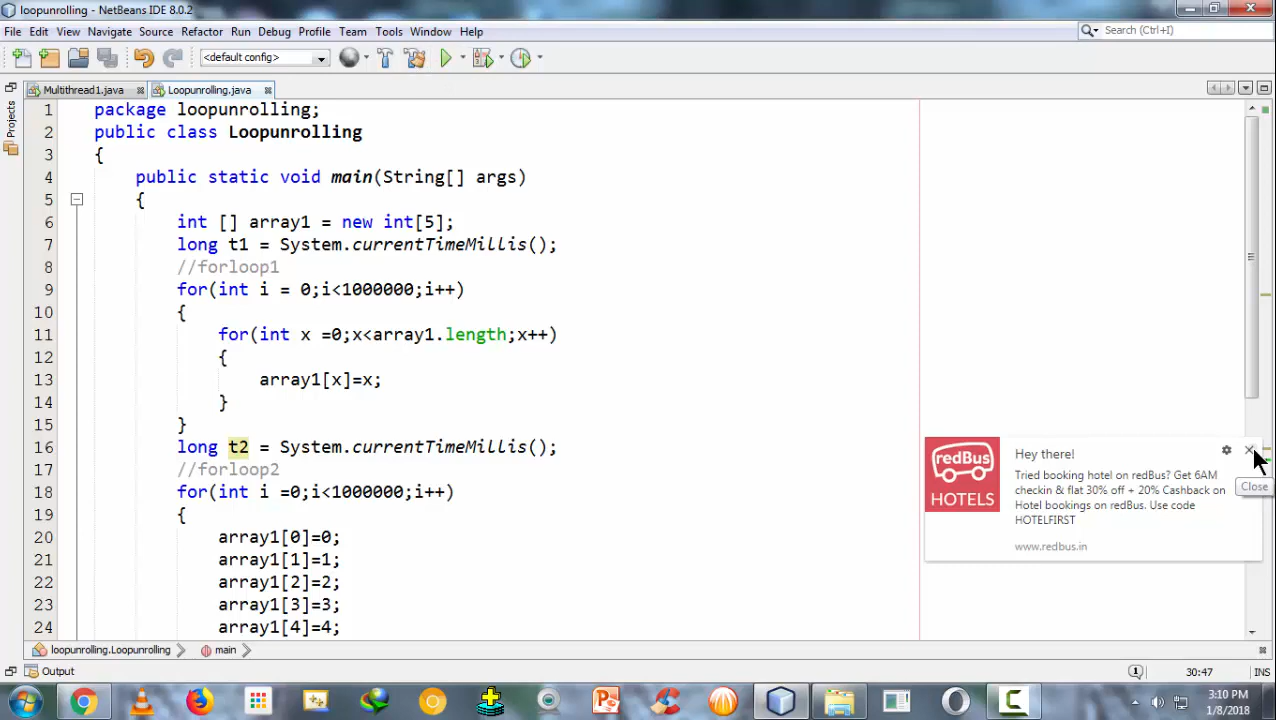 loopunrolling - NetBeans IDE 8.0.2
File Edit View Navigate Source Refactor Run Debug Profile Team Tools Window Help
Search (Ctrl+I)
<default config>
Multithread1.java Loopunrolling.java
Projects
1 package loopunrolling;
2 public class Loopunrolling
3 {
4 public static void main(String[] args)
5 {
6 int [] array1 = new int[5];
7 long t1 = System.currentTimeMillis();
8 //forloop1
9 for(int i = 0;i<1000000;i++)
10 {
11 for(int x =0;x<array1.length;x++)
12 {
13 array1[x]=x;
14 }
15 }
16 long t2 = System.currentTimeMillis();
17 //forloop2
18 for(int i =0;i<1000000;i++)
19 {
20 array1[0]=0;
21 array1[1]=1;
22 array1[2]=2;
23 array1[3]=3;
24 array1[4]=4;
redBus
HOTELS
Hey there!
Tried booking hotel on redBus? Get 6AM
checkin & flat 30% off + 20% Cashback on
Hotel bookings on redBus. Use code
HOTELFIRST
www.redbus.in
Close
loopunrolling.Loopunrolling main
Output
1 30:47 INS
3:10 PM
1/8/2018